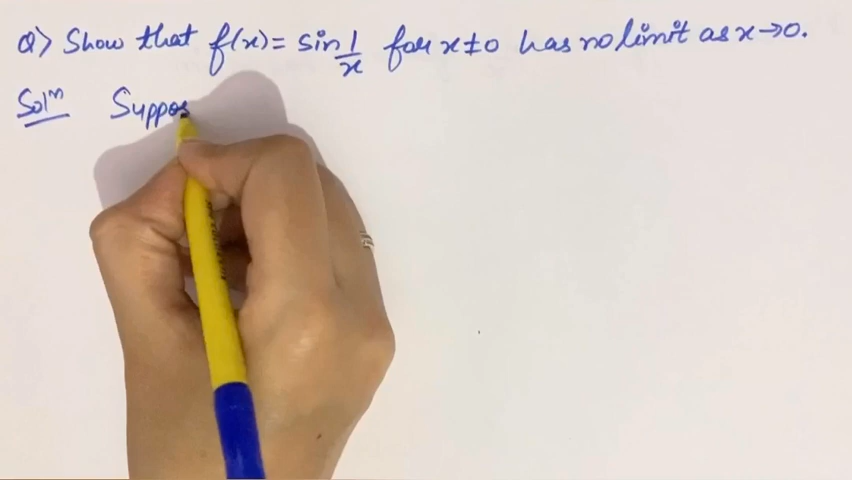 Q> Show that f(x) = sin 1/x for x ≠ 0 has no limit as x → 0.
Solⁿ Suppos